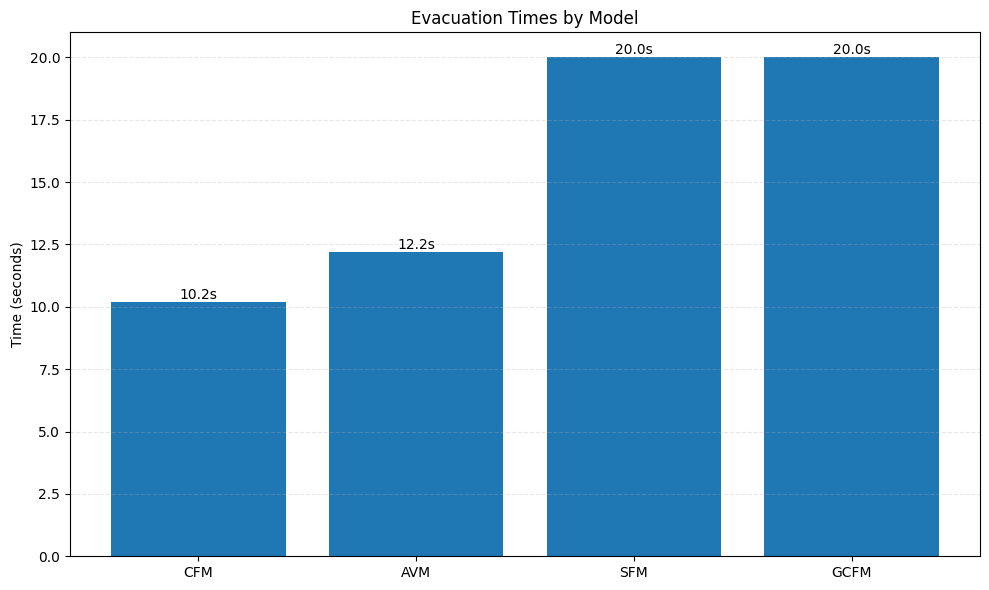 Evacuation Times by Model
Time (seconds)
20.0
17.5
15.0
12.5
10.0
7.5
5.0
2.5
0.0
10.2s
12.2s
20.0s
20.0s
CFM
AVM
SFM
GCFM